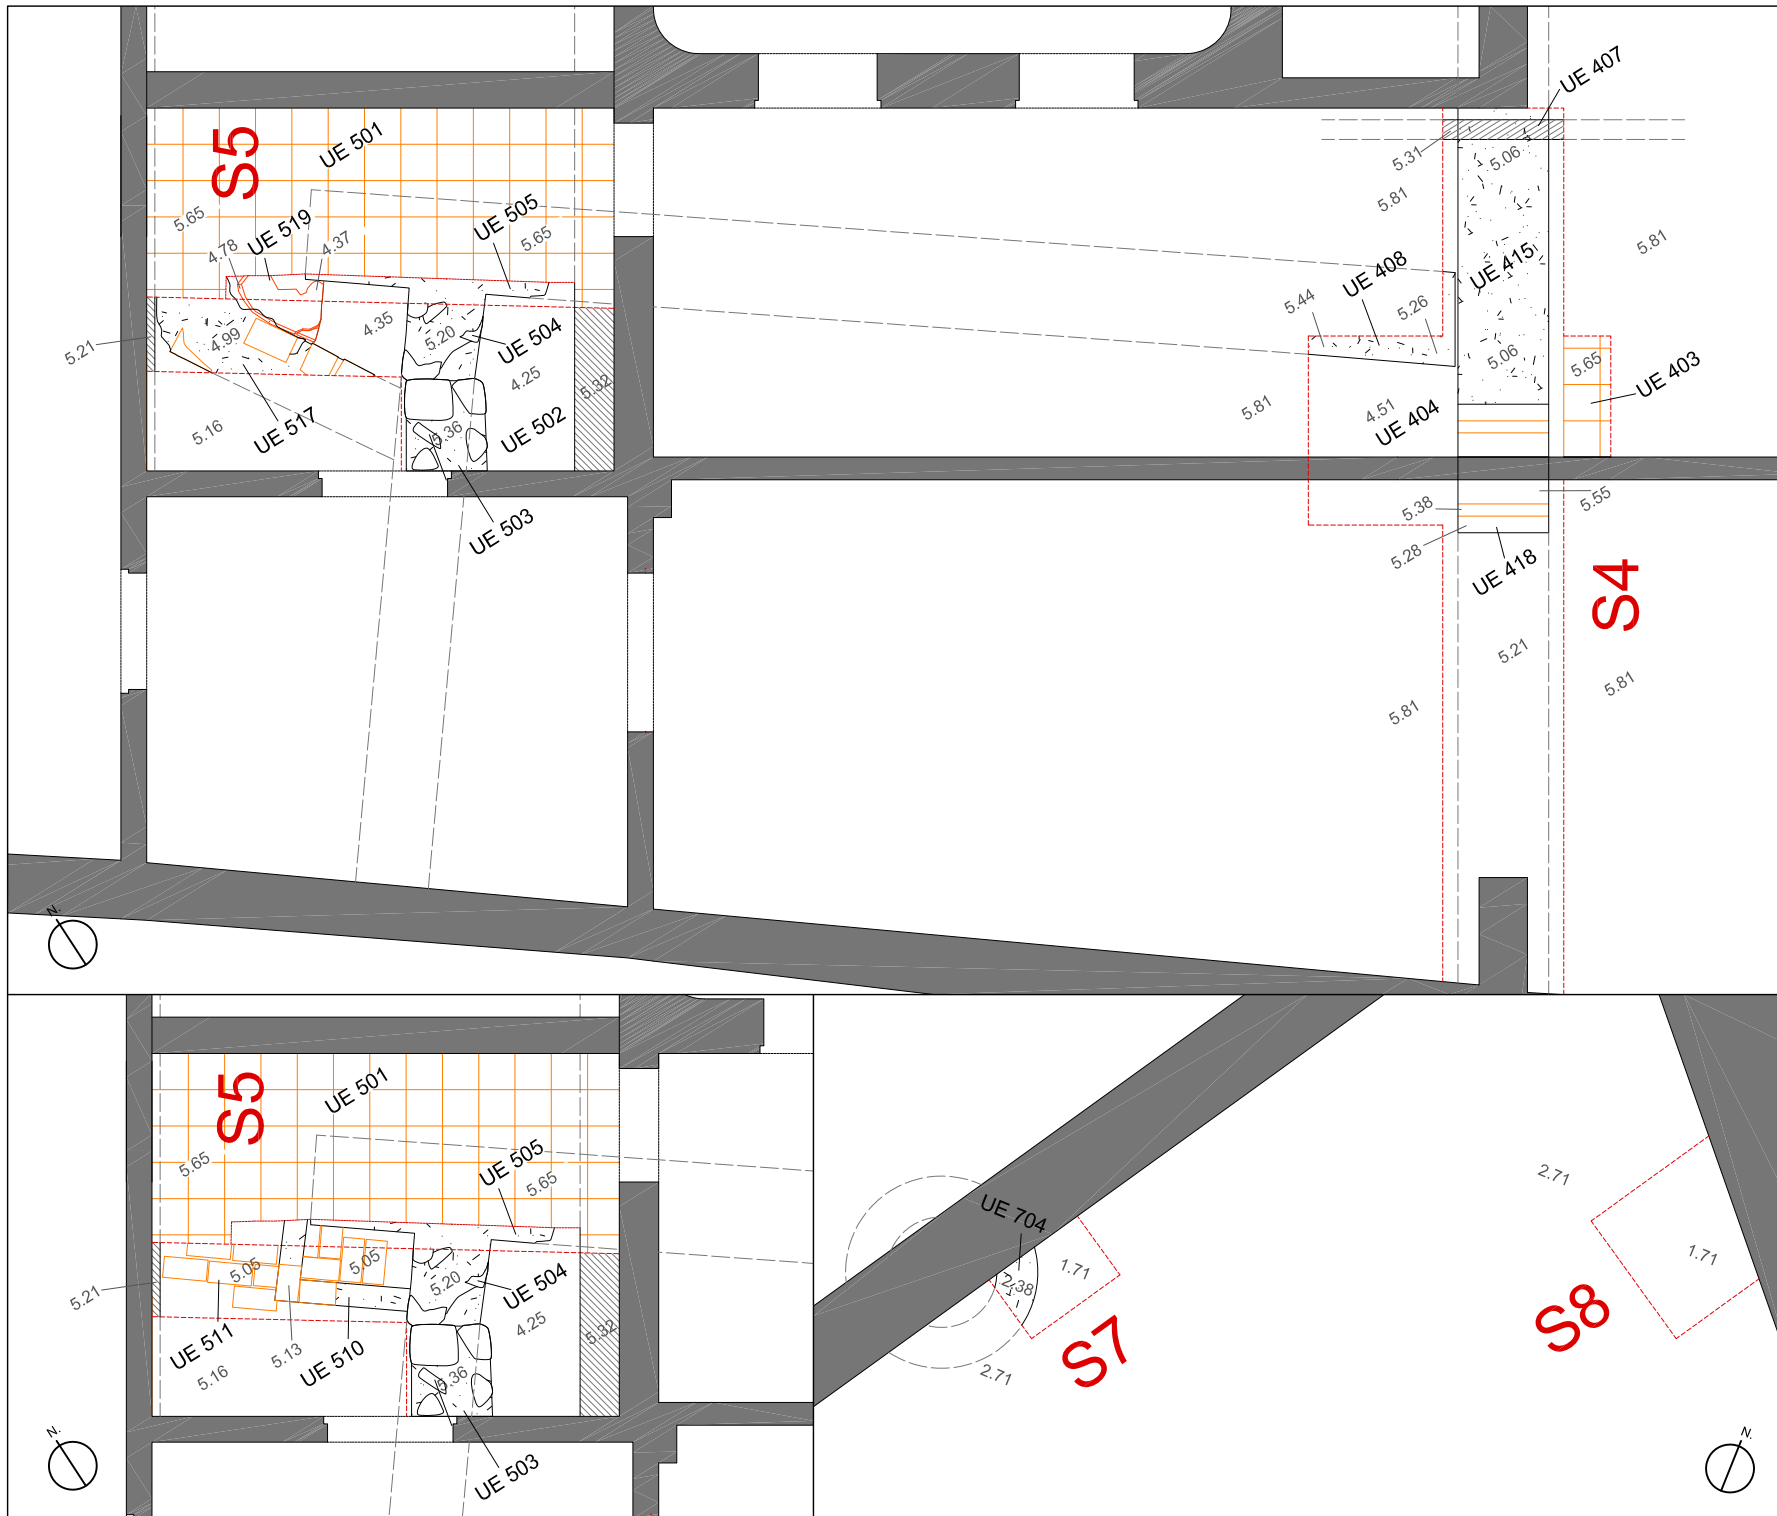 UE 407
5.31
5.06
5.81
5.81
UE 501
S5
5.65
UE 519
4.78
4.37
UE 505
5.65
UE 415
UE 408
5.44
5.26
4.99
4.35
5.20
UE 504
5.21
4.25
5.32
5.06
5.65
UE 403
5.81
4.51
UE 404
5.16
UE 517
5.36
UE 502
UE 503
5.38
5.55
5.28
UE 418
S4
5.21
5.81
5.81
N.
S5
UE 501
5.65
UE 505
5.65
5.05
5.05
5.20
UE 504
5.21
4.25
5.32
UE 511
5.13
UE 510
5.16
5.36
UE 503
N.
UE 704
2.38
1.71
S7
2.71
2.71
1.71
S8
N.